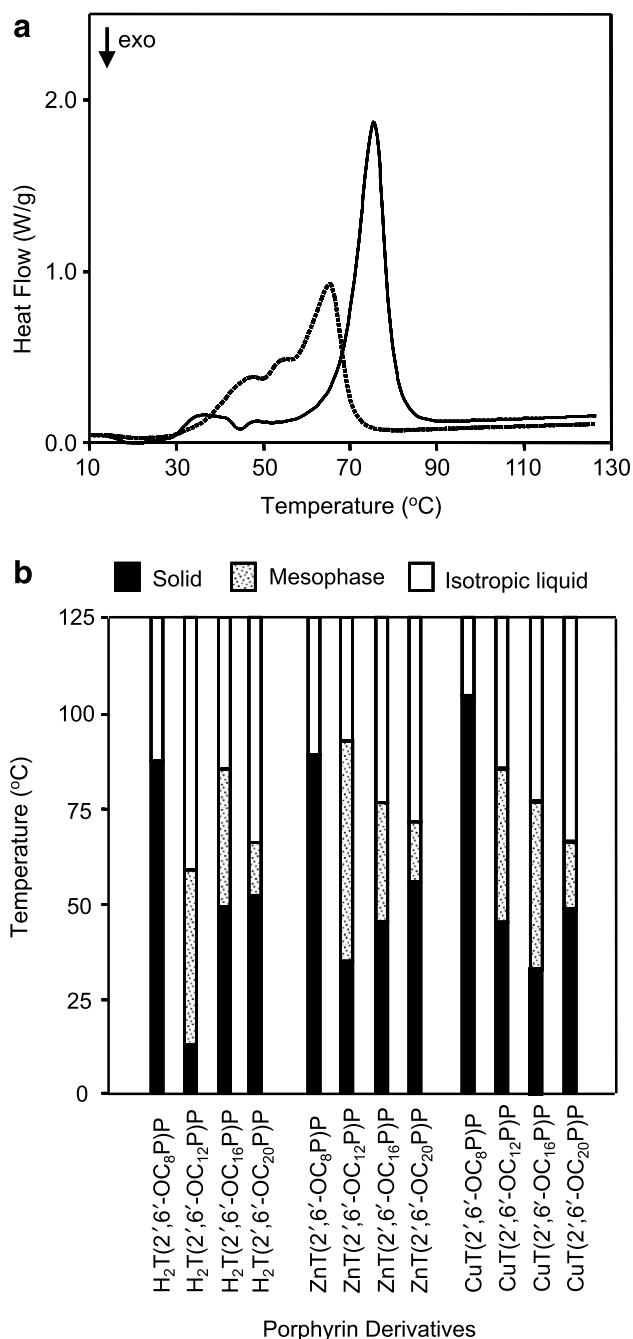 a
exo
2.0
1.0
0.0
10 30 50 70 90 110 130
Heat Flow (W/g)
Temperature (°C)
b
Solid Mesophase Isotropic liquid
125
100
75
50
25
0
Temperature (°C)
H₂T(2′,6′-OC₈P)P
H₂T(2′,6′-OC₁₂P)P
H₂T(2′,6′-OC₁₆P)P
H₂T(2′,6′-OC₂₀P)P
ZnT(2′,6′-OC₈P)P
ZnT(2′,6′-OC₁₂P)P
ZnT(2′,6′-OC₁₆P)P
ZnT(2′,6′-OC₂₀P)P
CuT(2′,6′-OC₈P)P
CuT(2′,6′-OC₁₂P)P
CuT(2′,6′-OC₁₆P)P
CuT(2′,6′-OC₂₀P)P
Porphyrin Derivatives